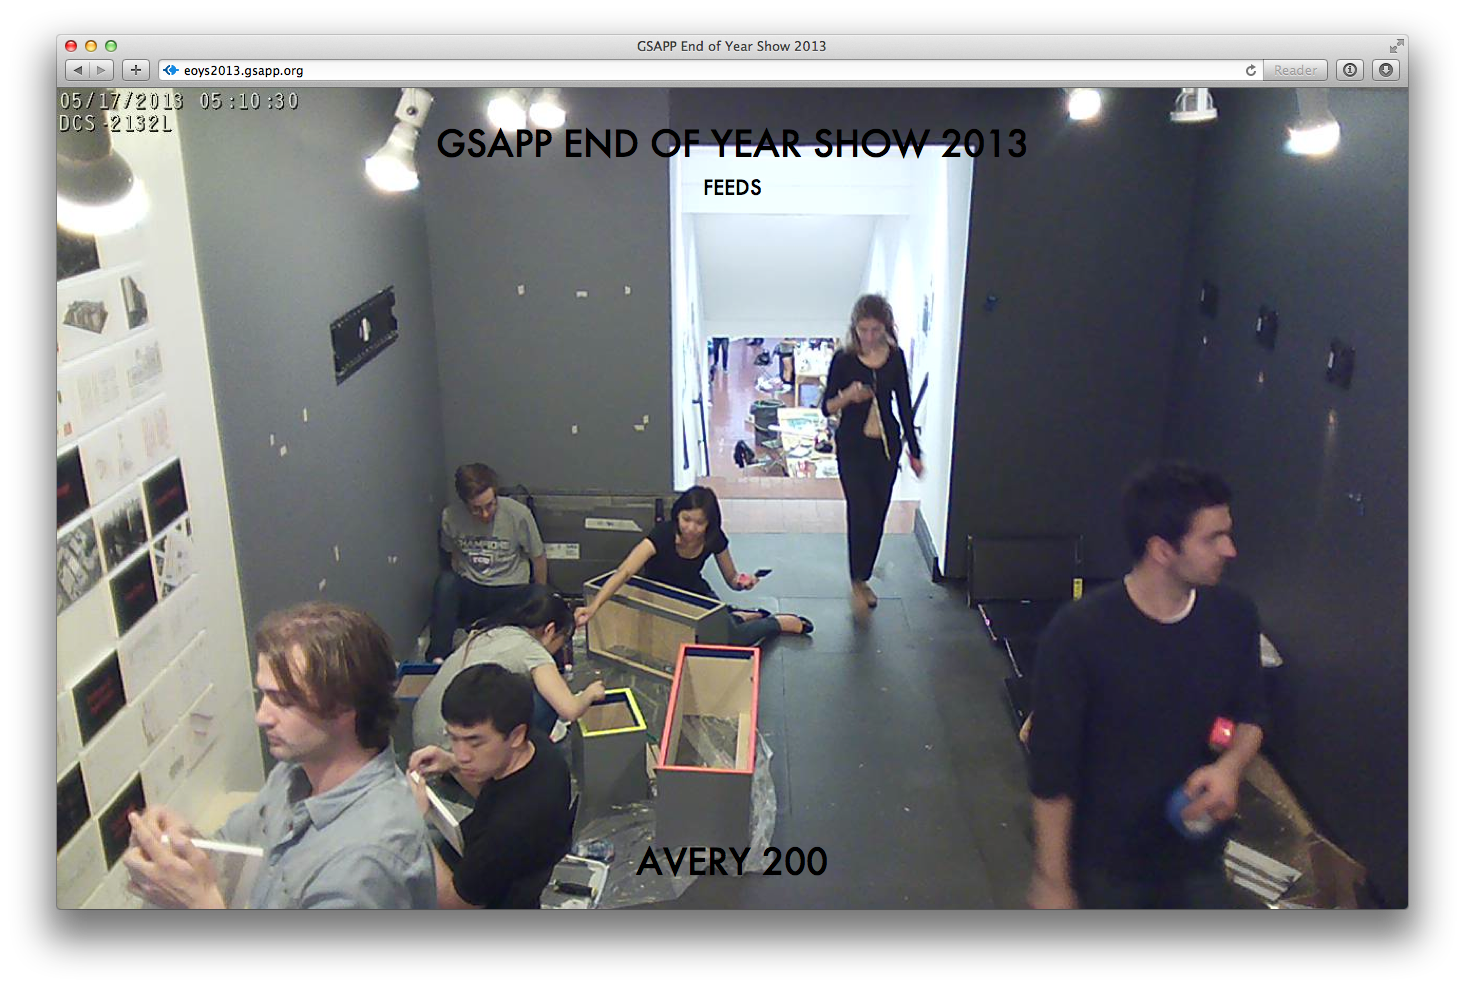 GSAPP End of Year Show 2013
eoys2013.gsapp.org
Reader
05/17/2013 05:10:30
DCS-2132L
GSAPP END OF YEAR SHOW 2013
FEEDS
CHAMPIONS
AVERY 200